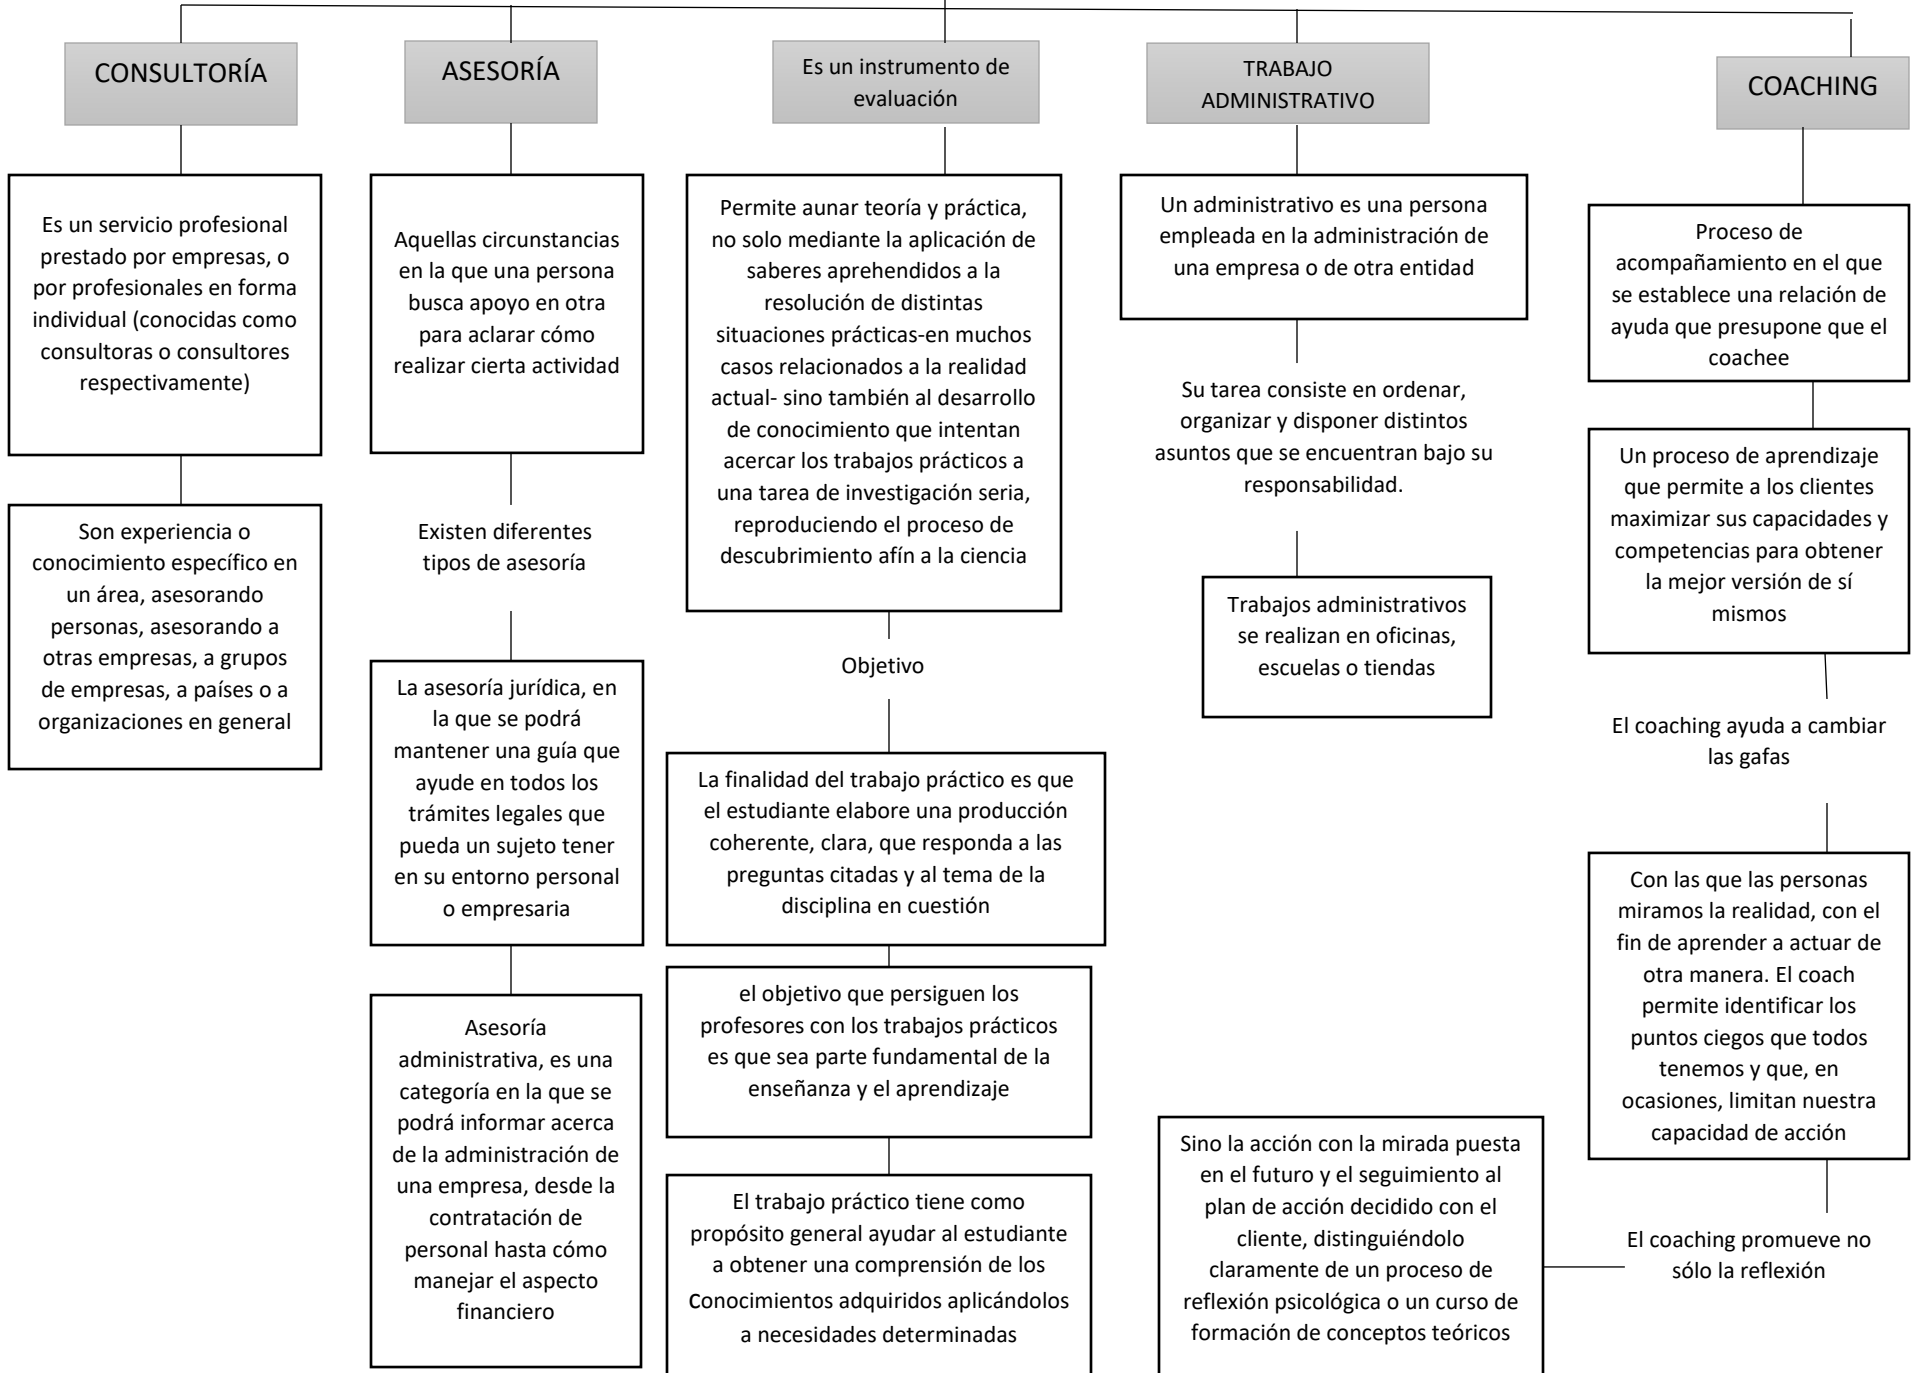 CONSULTORÍA
Es un servicio profesional
prestado por empresas, o
por profesionales en forma
individual (conocidas como
consultoras o consultores
respectivamente)
Son experiencia o
conocimiento específico en
un área, asesorando
personas, asesorando a
otras empresas, a grupos
de empresas, a países o a
organizaciones en general
ASESORÍA
Aquellas circunstancias
en la que una persona
busca apoyo en otra
para aclarar cómo
realizar cierta actividad
Existen diferentes
tipos de asesoría
La asesoría jurídica, en
la que se podrá
mantener una guía que
ayude en todos los
trámites legales que
pueda un sujeto tener
en su entorno personal
o empresaria
Asesoría
administrativa, es una
categoría en la que se
podrá informar acerca
de la administración de
una empresa, desde la
contratación de
personal hasta cómo
manejar el aspecto
financiero
Es un instrumento de
evaluación
Permite aunar teoría y práctica,
no solo mediante la aplicación de
saberes aprehendidos a la
resolución de distintas
situaciones prácticas-en muchos
casos relacionados a la realidad
actual- sino también al desarrollo
de conocimiento que intentan
acercar los trabajos prácticos a
una tarea de investigación seria,
reproduciendo el proceso de
descubrimiento afín a la ciencia
Objetivo
La finalidad del trabajo práctico es que
el estudiante elabore una producción
coherente, clara, que responda a las
preguntas citadas y al tema de la
disciplina en cuestión
el objetivo que persiguen los
profesores con los trabajos prácticos
es que sea parte fundamental de la
enseñanza y el aprendizaje
El trabajo práctico tiene como
propósito general ayudar al estudiante
a obtener una comprensión de los
conocimientos adquiridos aplicándolos
a necesidades determinadas
TRABAJO
ADMINISTRATIVO
Un administrativo es una persona
empleada en la administración de
una empresa o de otra entidad
Su tarea consiste en ordenar,
organizar y disponer distintos
asuntos que se encuentran bajo su
responsabilidad.
Trabajos administrativos
se realizan en oficinas,
escuelas o tiendas
COACHING
Proceso de
acompañamiento en el que
se establece una relación de
ayuda que presupone que el
coachee
Un proceso de aprendizaje
que permite a los clientes
maximizar sus capacidades y
competencias para obtener
la mejor versión de sí
mismos
El coaching ayuda a cambiar
las gafas
Con las que las personas
miramos la realidad, con el
fin de aprender a actuar de
otra manera. El coach
permite identificar los
puntos ciegos que todos
tenemos y que, en
ocasiones, limitan nuestra
capacidad de acción
El coaching promueve no
sólo la reflexión
Sino la acción con la mirada puesta
en el futuro y el seguimiento al
plan de acción decidido con el
cliente, distinguiéndolo
claramente de un proceso de
reflexión psicológica o un curso de
formación de conceptos teóricos